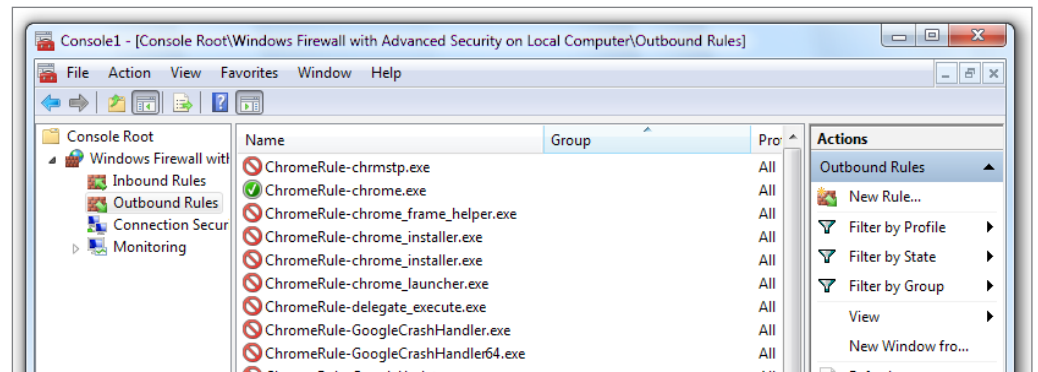 Console1 - [Console Root\Windows Firewall with Advanced Security on Local Computer\Outbound Rules]
File Action View Favorites Window Help
Console Root
Windows Firewall with
Inbound Rules
Outbound Rules
Connection Secur
Monitoring
Name Group Pro
ChromeRule-chrmstp.exe All
ChromeRule-chrome.exe All
ChromeRule-chrome_frame_helper.exe All
ChromeRule-chrome_installer.exe All
ChromeRule-chrome_installer.exe All
ChromeRule-chrome_launcher.exe All
ChromeRule-delegate_execute.exe All
ChromeRule-GoogleCrashHandler.exe All
ChromeRule-GoogleCrashHandler64.exe All
Actions
Outbound Rules
New Rule...
Filter by Profile
Filter by State
Filter by Group
View
New Window fro...